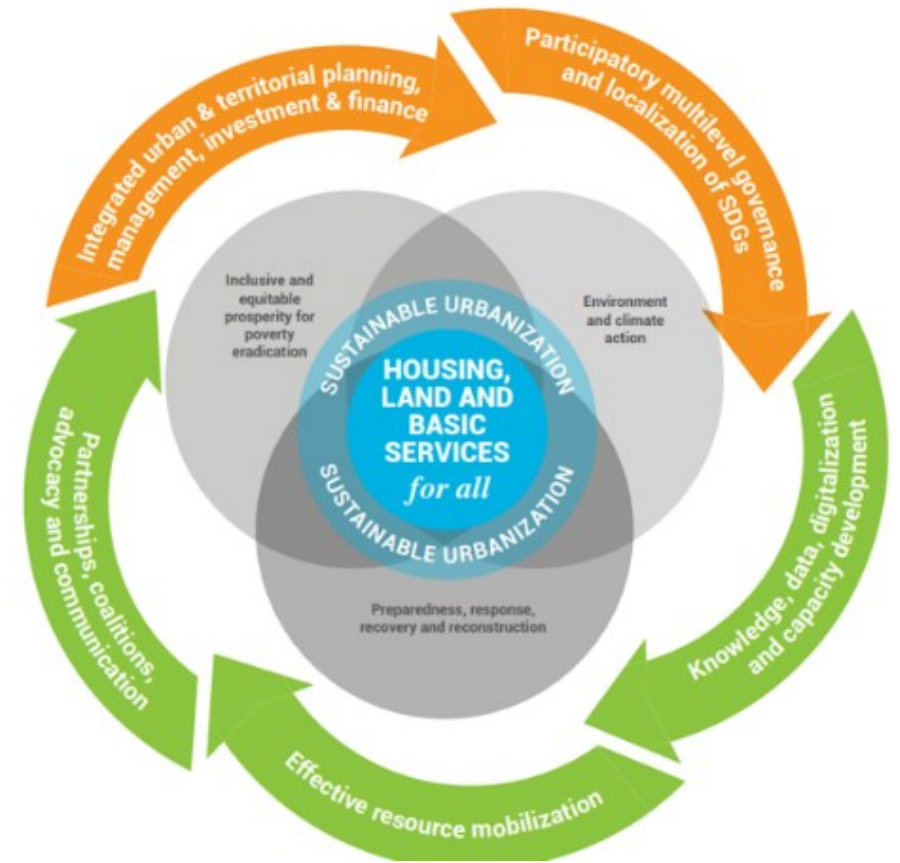 Integrated urban & territorial planning,
management, investment & finance
Participatory multilevel governance
and localization of SDGs
Inclusive and
equitable
prosperity for
poverty
eradication
Environment
and climate
action
SUSTAINABLE URBANIZATION
HOUSING,
LAND AND
BASIC
SERVICES
for all
SUSTAINABLE URBANIZATION
Preparedness, response,
recovery and reconstruction
Knowledge, data, digitalization
and capacity development
Effective resource mobilization
Partnerships, coalitions,
advocacy and communication